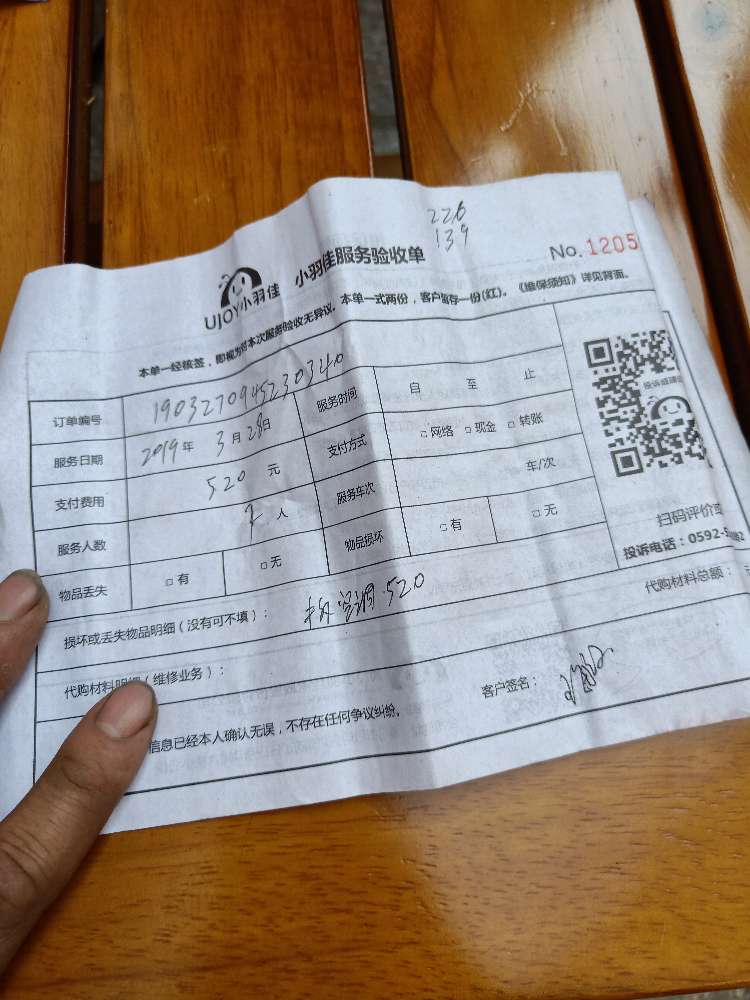 226
139
UJOY小羽佳 小羽佳服务验收单 No.1205
本单一经核签，即视为对本次服务验收无异议。本单一式两份，客户留存一份(红)。《维保须知》详见背面。
订单编号 1903270945230340 服务时间 自 至 止
服务日期 2019年3月28日 支付方式 □网络 □现金 □转账
支付费用 520元 服务车次 车/次
服务人数 人 物品损坏 □有 □无
物品丢失 □有 □无
扫码评价或
投诉电话：0592-5
损坏或丢失物品明细（没有可不填）： 空调.520
代购材料明细（维修业务）： 代购材料总额：
信息已经本人确认无误，不存在任何争议纠纷。 客户签名：